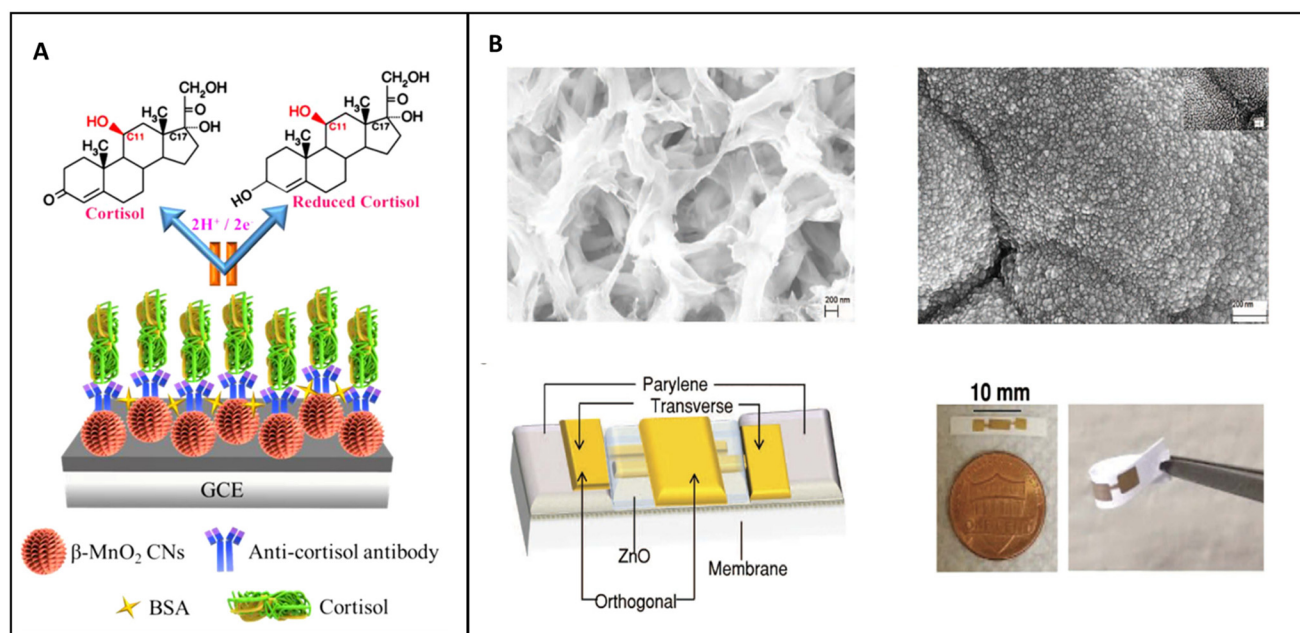 A
CH₂OH
O
H₃C
HO
OH
C11
C17
H₃C
O
Cortisol
CH₂OH
O
H₃C
HO
OH
C11
C17
H₃C
HO
Reduced Cortisol
2H⁺ / 2e⁻
GCE
β-MnO₂ CNs
Anti-cortisol antibody
BSA
Cortisol
B
200 nm
200 nm
Parylene
Transverse
ZnO
Membrane
Orthogonal
10 mm